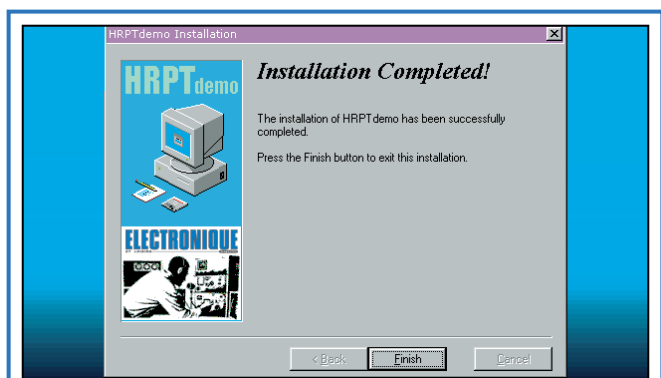 HRPTdemo Installation
HRPTdemo
Installation Completed!
The installation of HRPTdemo has been successfully
completed.
Press the Finish button to exit this installation.
ELECTRONIQUE
< Back
Finish
Cancel